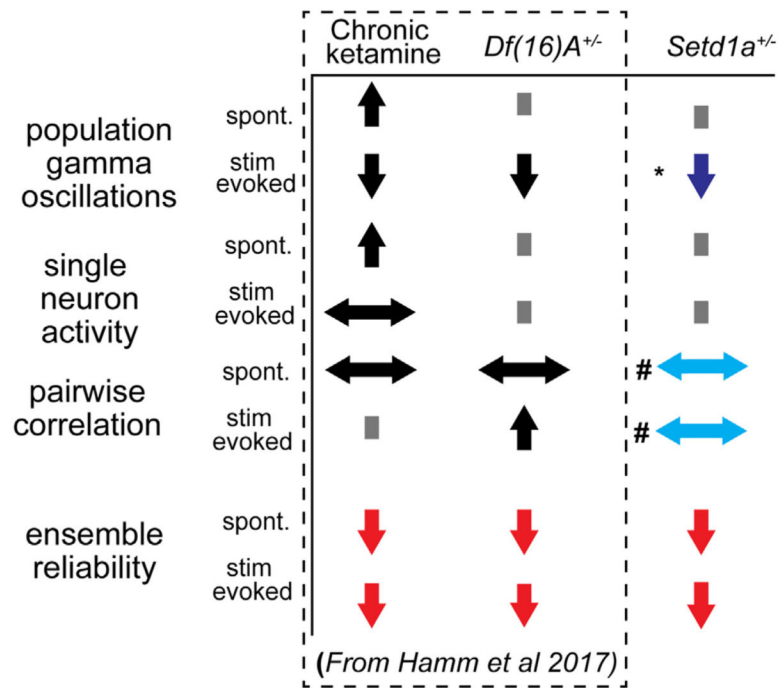 Chronic
ketamine
Df(16)A+/-
Setd1a+/-
population
gamma
oscillations
spont.
stim
evoked
*
single
neuron
activity
spont.
stim
evoked
pairwise
correlation
spont.
#
stim
evoked
#
ensemble
reliability
spont.
stim
evoked
(From Hamm et al 2017)